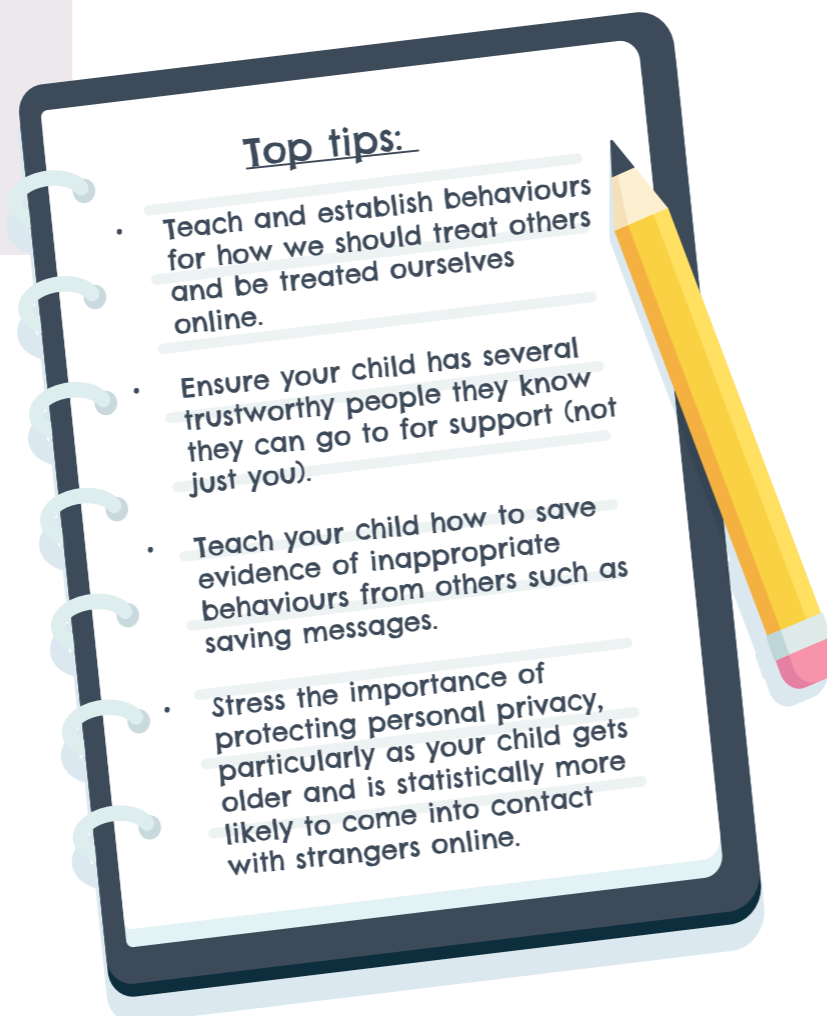 Top tips:
• Teach and establish behaviours
for how we should treat others
and be treated ourselves
online.
• Ensure your child has several
trustworthy people they know
they can go to for support (not
just you).
• Teach your child how to save
evidence of inappropriate
behaviours from others such as
saving messages.
• Stress the importance of
protecting personal privacy,
particularly as your child gets
older and is statistically more
likely to come into contact
with strangers online.